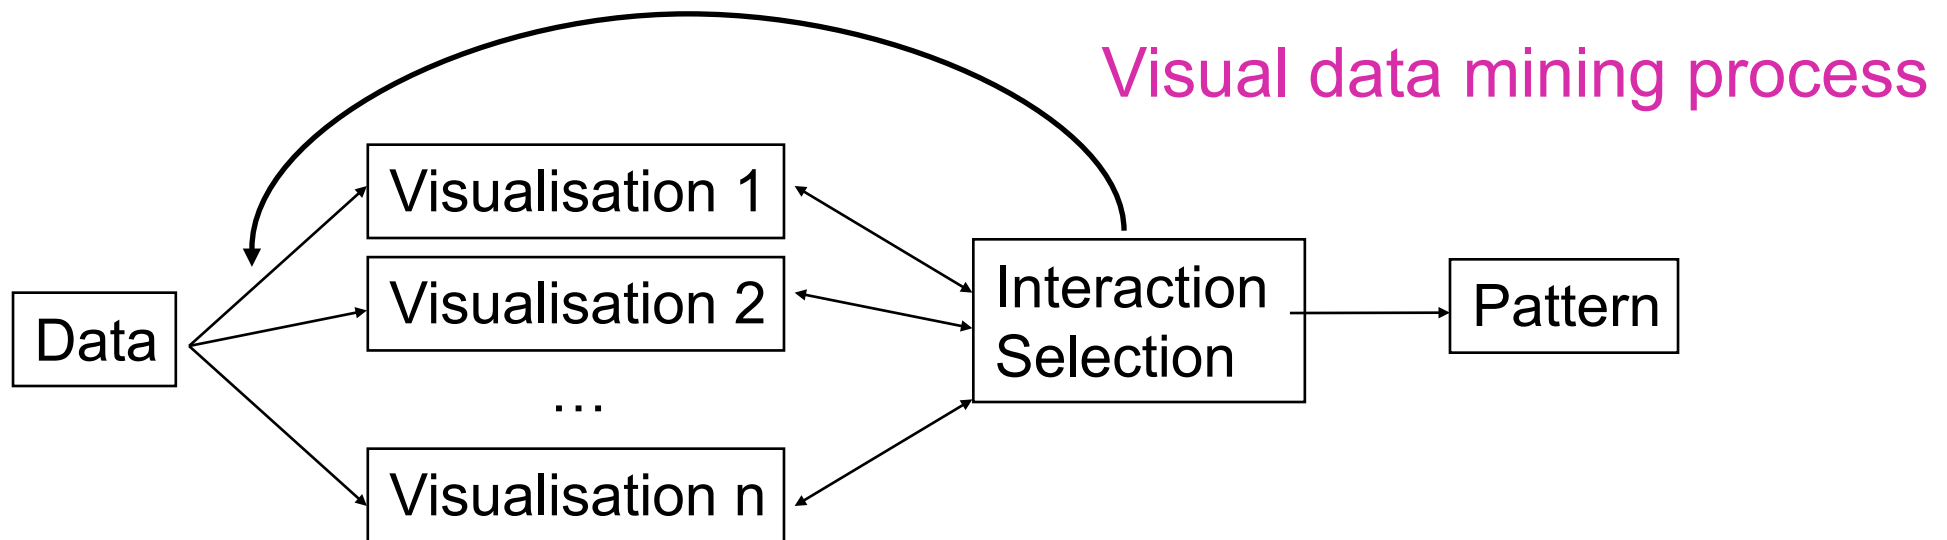 Visual data mining process
Visualisation 1
Visualisation 2
…
Visualisation n
Data
Interaction
Selection
Pattern